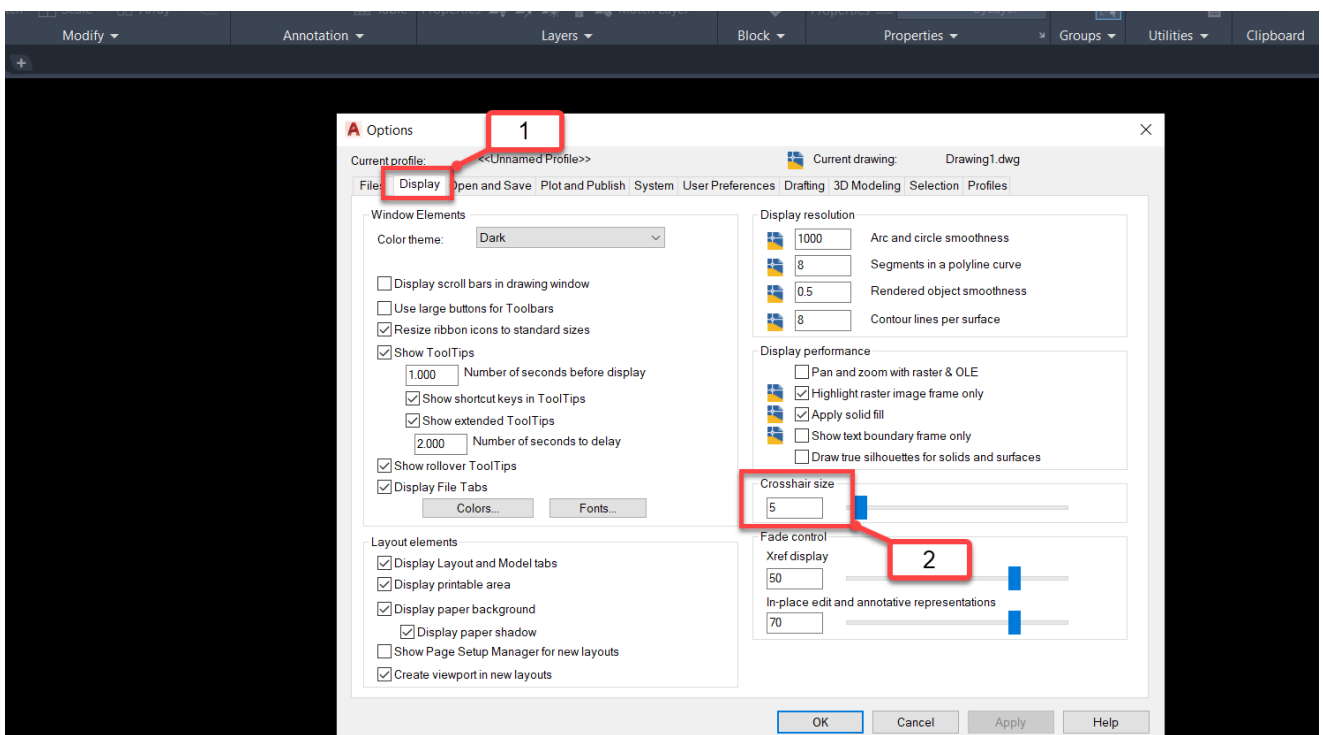 Scale Array Table Properties Match Layer Properties ByLayer
Modify Annotation Layers Block Properties Groups Utilities Clipboard
+
A Options
1
Current profile: <<Unnamed Profile>> Current drawing: Drawing1.dwg
Files Display Open and Save Plot and Publish System User Preferences Drafting 3D Modeling Selection Profiles
Window Elements
Color theme: Dark
Display scroll bars in drawing window
Use large buttons for Toolbars
Resize ribbon icons to standard sizes
Show ToolTips
1.000 Number of seconds before display
Show shortcut keys in ToolTips
Show extended ToolTips
2.000 Number of seconds to delay
Show rollover ToolTips
Display File Tabs
Colors... Fonts...
Layout elements
Display Layout and Model tabs
Display printable area
Display paper background
Display paper shadow
Show Page Setup Manager for new layouts
Create viewport in new layouts
Display resolution
1000 Arc and circle smoothness
8 Segments in a polyline curve
0.5 Rendered object smoothness
8 Contour lines per surface
Display performance
Pan and zoom with raster & OLE
Highlight raster image frame only
Apply solid fill
Show text boundary frame only
Draw true silhouettes for solids and surfaces
Crosshair size
5
2
Fade control
Xref display
50
In-place edit and annotative representations
70
OK Cancel Apply Help